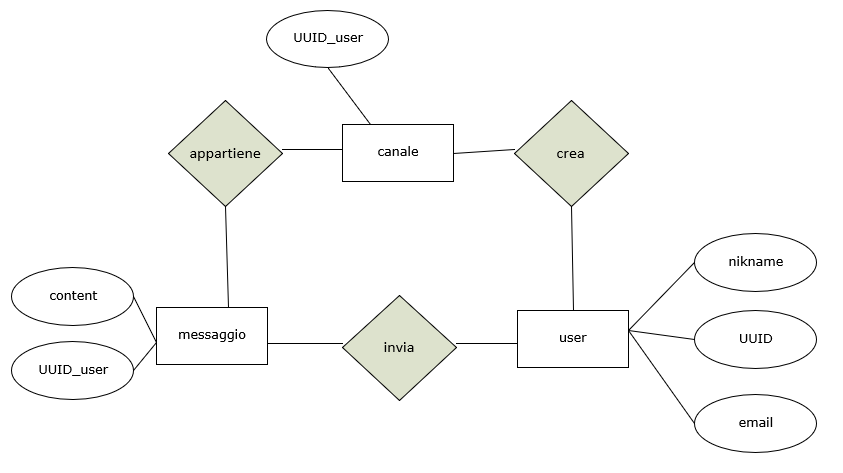 UUID_user
appartiene
canale
crea
nikname
content
messaggio
invia
user
UUID
UUID_user
email